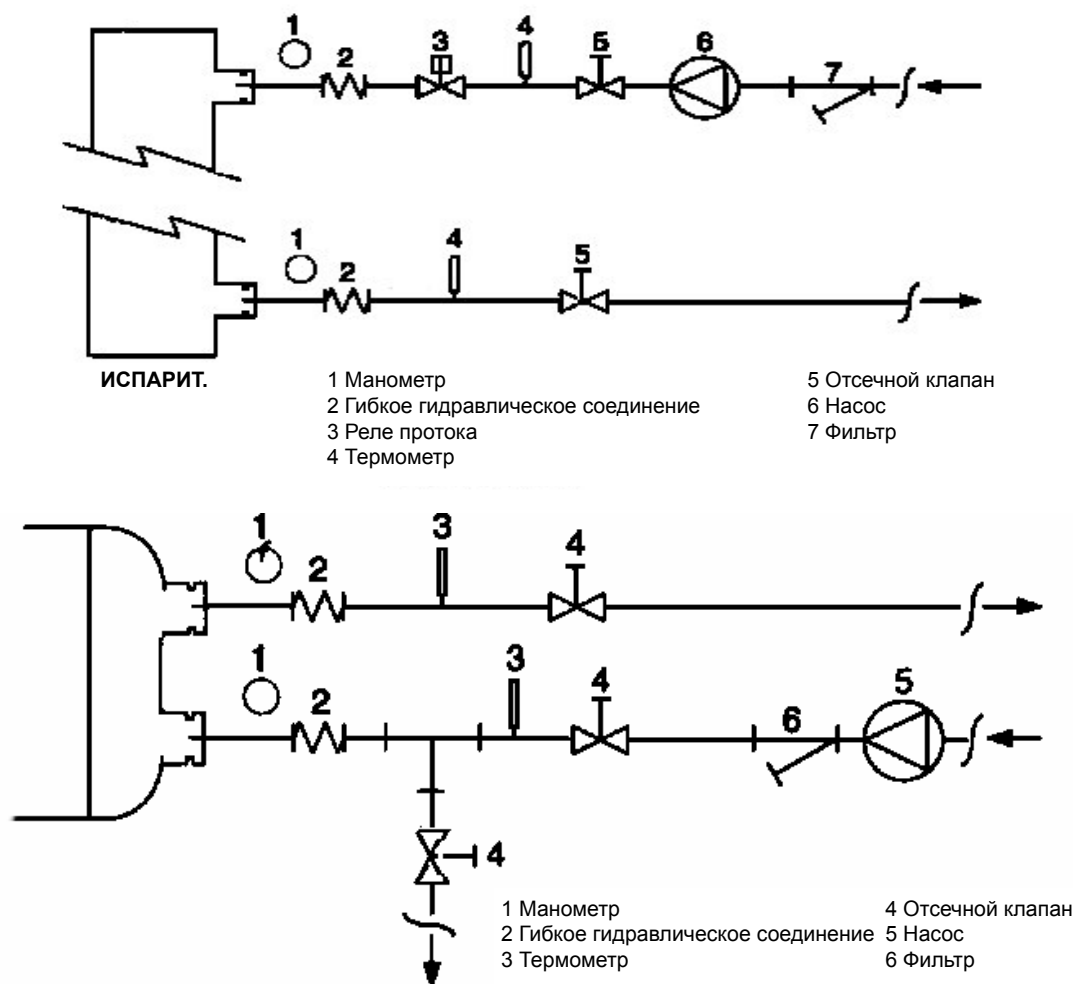 1 2 3 4 5 6 7
1 2 4 5
ИСПАРИТ.
1 Манометр
2 Гибкое гидравлическое соединение
3 Реле протока
4 Термометр
5 Отсечной клапан
6 Насос
7 Фильтр
1 2 3 4
1 2 3 4 6 5
4
1 Манометр
2 Гибкое гидравлическое соединение
3 Термометр
4 Отсечной клапан
5 Насос
6 Фильтр